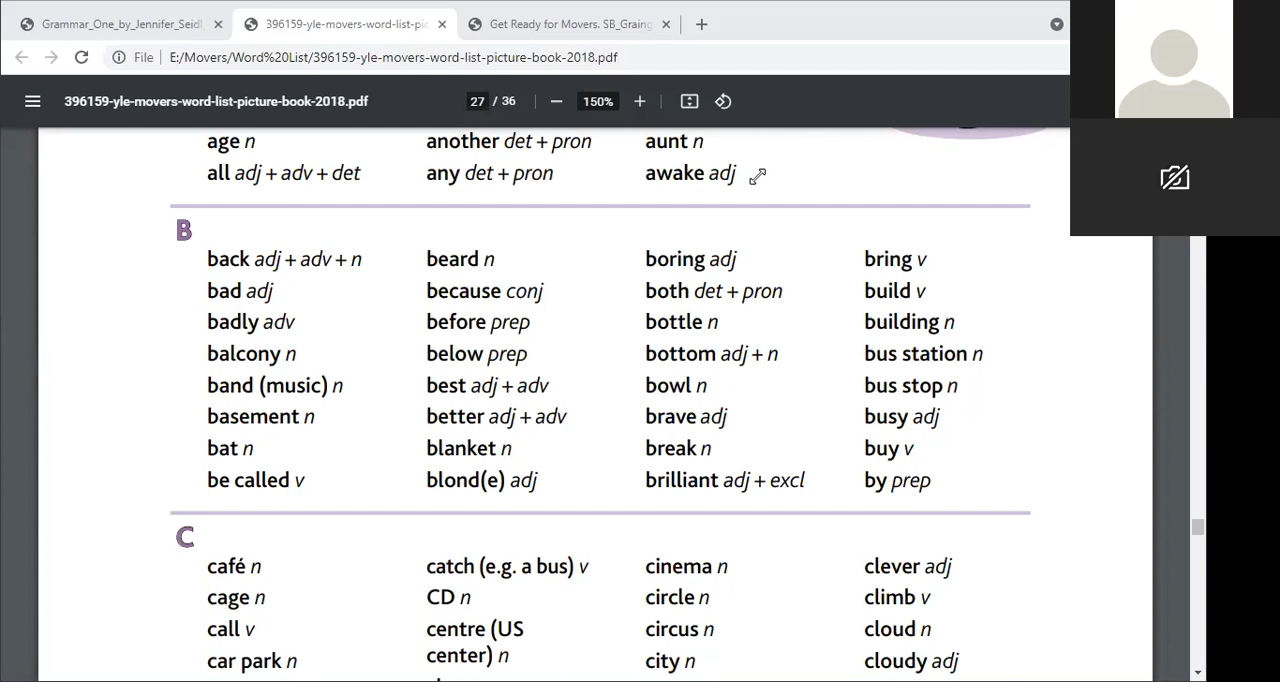 Grammar_One_by_Jennifer_Seidl
396159-yle-movers-word-list-pic
Get Ready for Movers. SB_Grain
File
E:/Movers/Word%20List/396159-yle-movers-word-list-picture-book-2018.pdf
396159-yle-movers-word-list-picture-book-2018.pdf
27 / 36
150%
age n
another det + pron
aunt n
all adj + adv + det
any det + pron
awake adj
B
back adj + adv + n
beard n
boring adj
bring v
bad adj
because conj
both det + pron
build v
badly adv
before prep
bottle n
building n
balcony n
below prep
bottom adj + n
bus station n
band (music) n
best adj + adv
bowl n
bus stop n
basement n
better adj + adv
brave adj
busy adj
bat n
blanket n
break n
buy v
be called v
blond(e) adj
brilliant adj + excl
by prep
C
café n
catch (e.g. a bus) v
cinema n
clever adj
cage n
CD n
circle n
climb v
call v
centre (US
center) n
circus n
cloud n
car park n
city n
cloudy adj